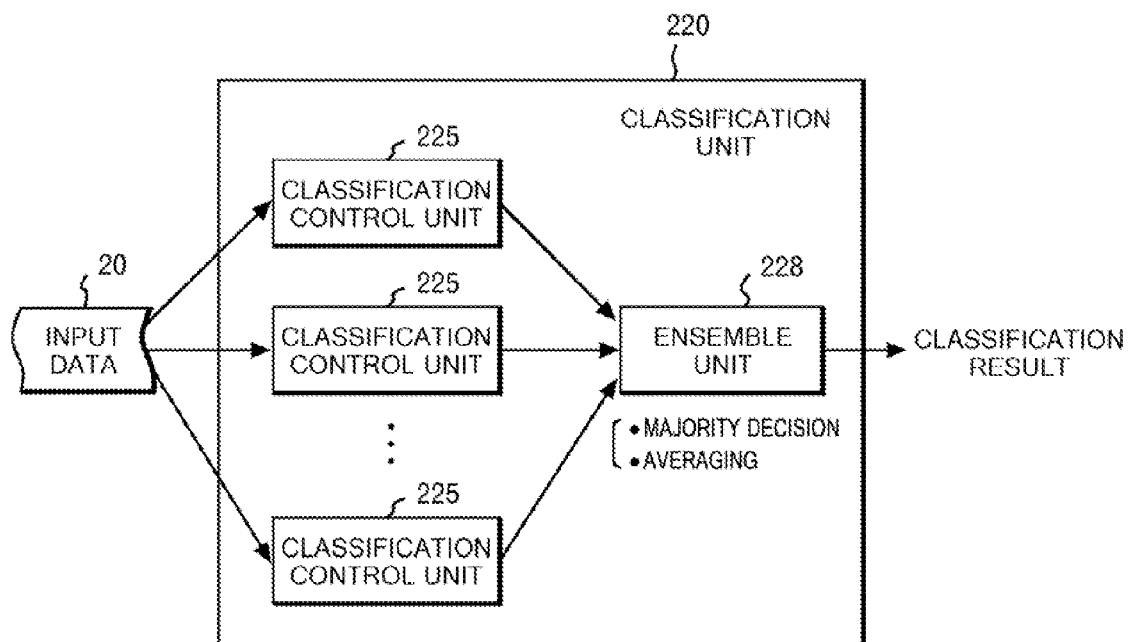 220
CLASSIFICATION
UNIT
225
CLASSIFICATION
CONTROL UNIT
20
INPUT
DATA
225
CLASSIFICATION
CONTROL UNIT
228
ENSEMBLE
UNIT
CLASSIFICATION
RESULT
• MAJORITY DECISION
• AVERAGING
225
CLASSIFICATION
CONTROL UNIT